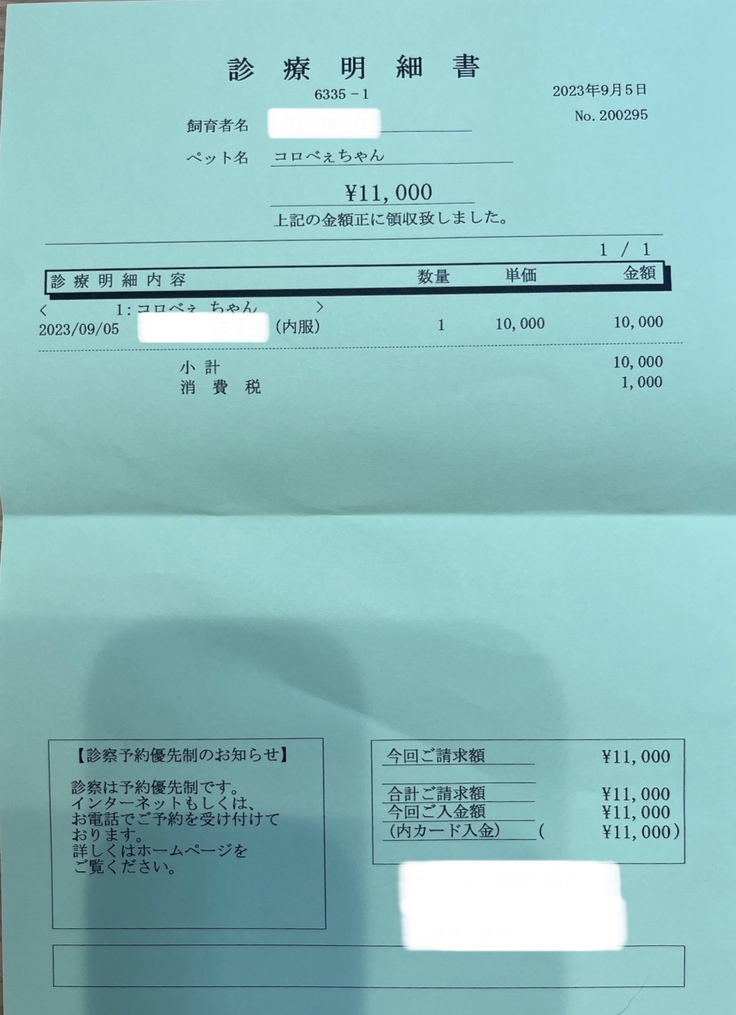 診療明細書
6335-1
2023年9月5日
No.200295
飼育者名
ペット名 コロベぇちゃん
¥11,000
上記の金額正に領収致しました。
1 / 1
診療明細内容 数量 単価 金額
< 1:コロベぇ ちゃん >
2023/09/05 (内服) 1 10,000 10,000
小計 10,000
消費税 1,000
【診察予約優先制のお知らせ】
診察は予約優先制です。
インターネットもしくは、
お電話でご予約を受け付けて
おります。
詳しくはホームページを
ご覧ください。
今回ご請求額 ¥11,000
合計ご請求額 ¥11,000
今回ご入金額 ¥11,000
(内カード入金) ( ¥11,000)